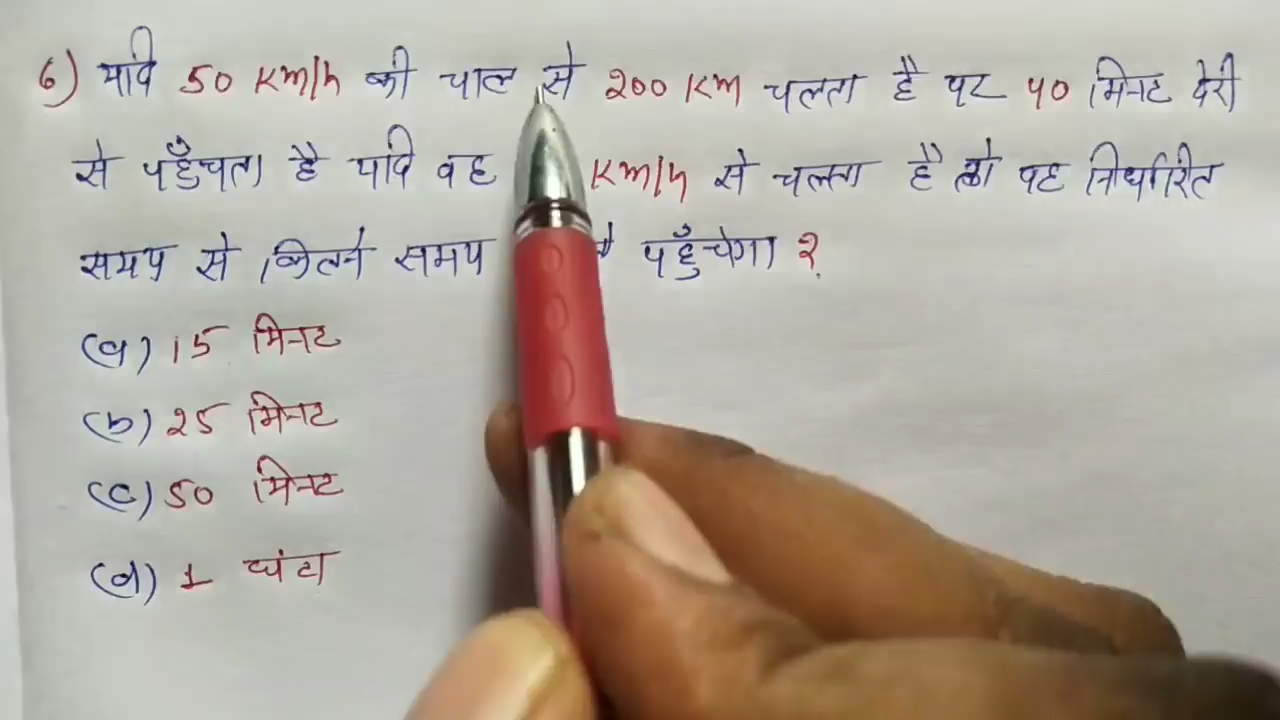 6) यदि 50 Km/h की चाल से 200 KM चलता है पर 40 मिनट देरी
से पहुँचता है यदि वह Km/h से चलता है तो वह निर्धारित
समय से कितने समय पहुँचेगा ?
(a) 15 मिनट
(b) 25 मिनट
(c) 50 मिनट
(d) 1 घंटा